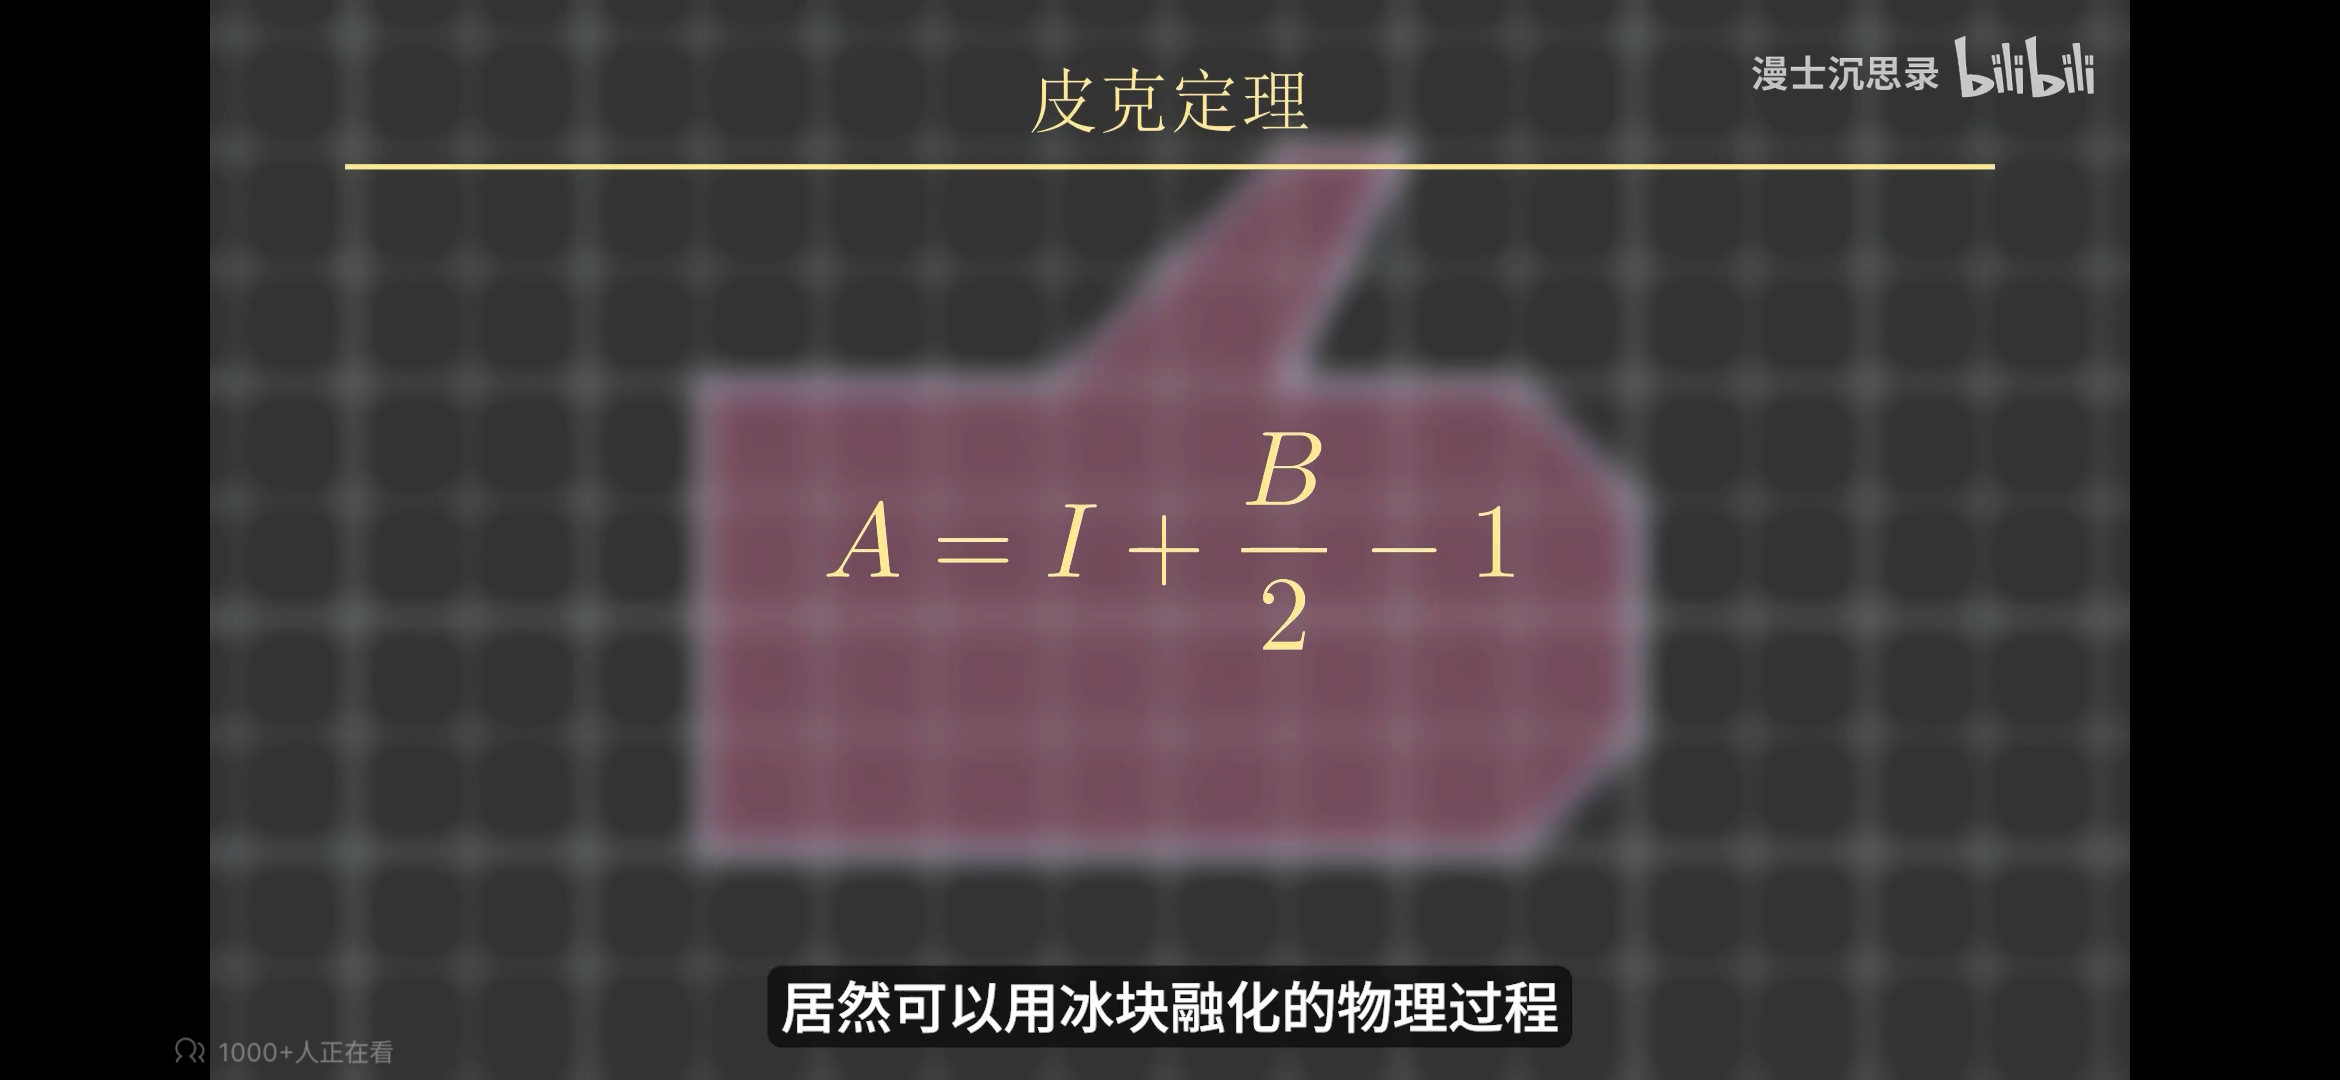 皮克定理
漫士沉思录 bilibili
A = I + B/2 − 1
居然可以用冰块融化的物理过程
1000+人正在看